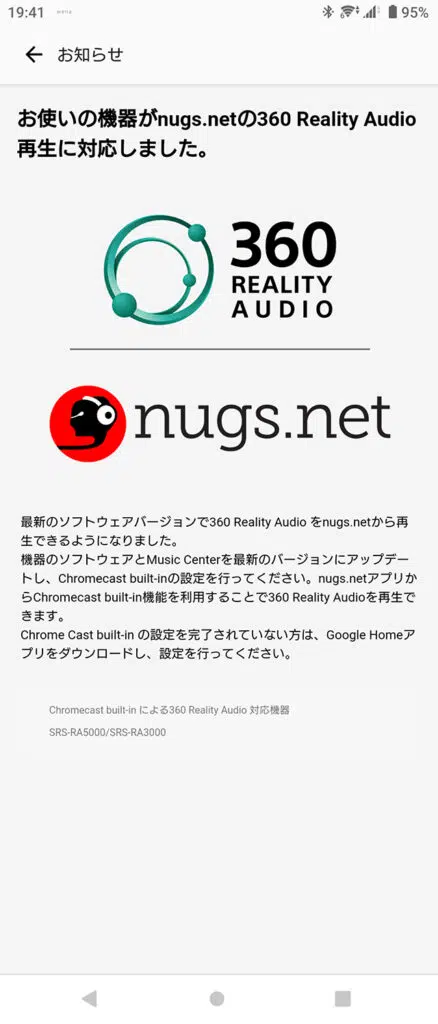 19:41
95%
お知らせ
お使いの機器がnugs.netの360 Reality Audio
再生に対応しました。
360
REALITY
AUDIO
nugs.net
最新のソフトウェアバージョンで360 Reality Audio をnugs.netから再
生できるようになりました。
機器のソフトウェアとMusic Centerを最新のバージョンにアップデー
トし、Chromecast built-inの設定を行ってください。nugs.netアプリか
らChromecast built-in機能を利用することで360 Reality Audioを再生で
きます。
Chrome Cast built-in の設定を完了されていない方は、Google Homeア
プリをダウンロードし、設定を行ってください。
Chromecast built-in による360 Reality Audio 対応機器
SRS-RA5000/SRS-RA3000